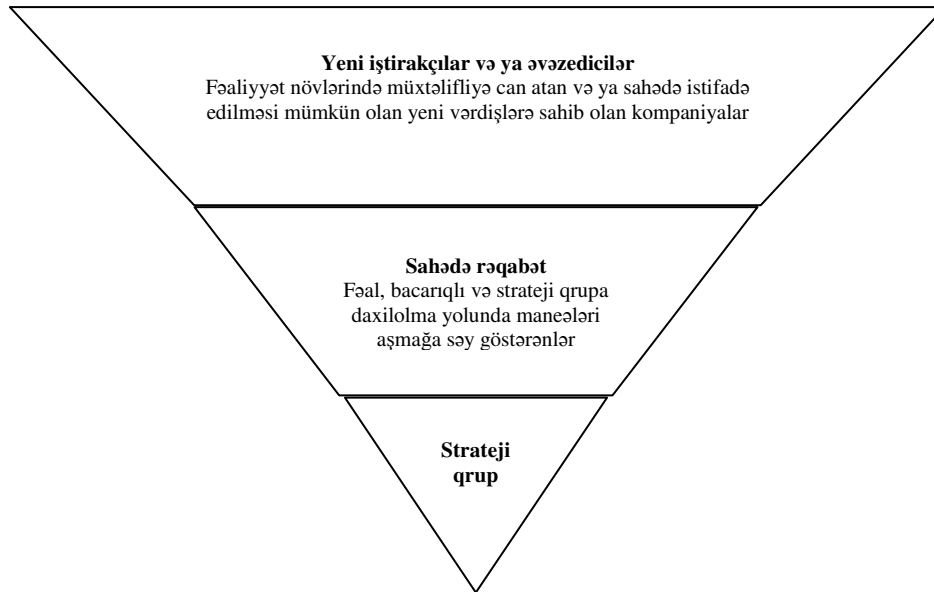 Yeni iştirakçılar və ya əvəzedicilər
Fəaliyyət növlərində müxtəlifliyə can atan və ya sahədə istifadə
edilməsi mümkün olan yeni vərdişlərə sahib olan kompaniyalar
Sahədə rəqabət
Fəal, bacarıqlı və strateji qrupa
daxilolma yolunda maneələri
aşmağa səy göstərənlər
Strateji
qrup